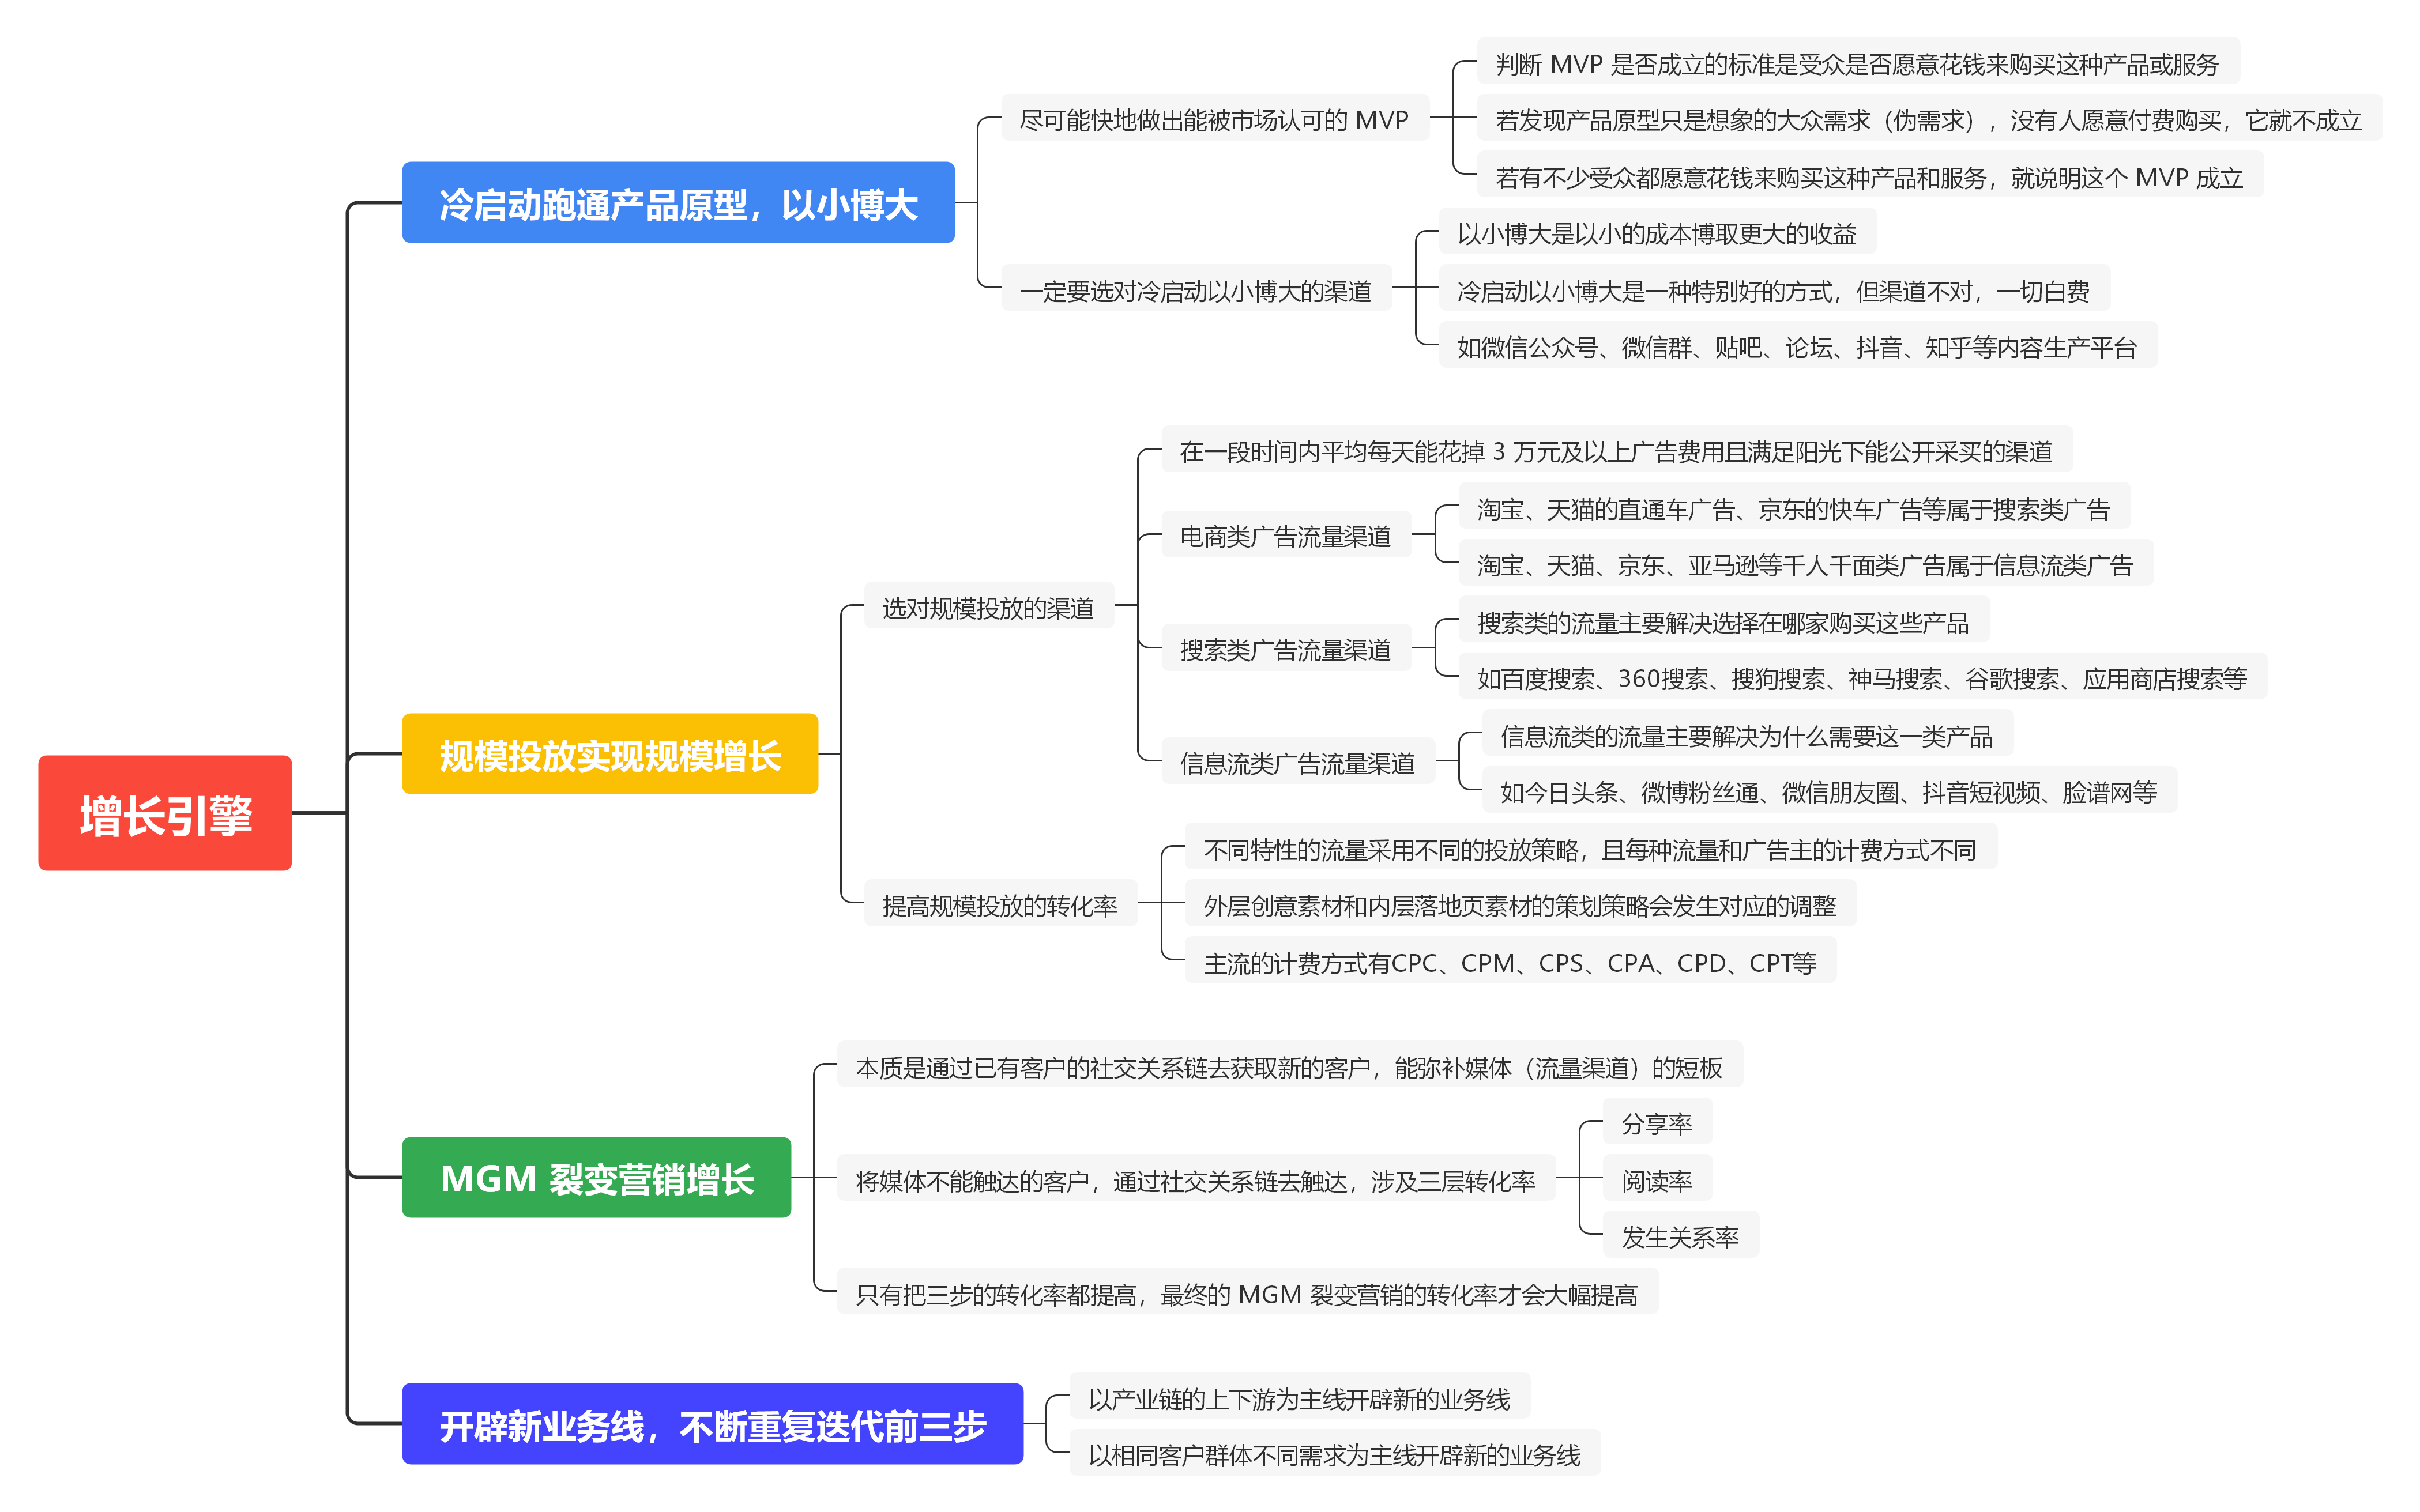 增长引擎
冷启动跑通产品原型，以小博大
尽可能快地做出能被市场认可的 MVP
判断 MVP 是否成立的标准是受众是否愿意花钱来购买这种产品或服务
若发现产品原型只是想象的大众需求（伪需求），没有人愿意付费购买，它就不成立
若有不少受众都愿意花钱来购买这种产品和服务，就说明这个 MVP 成立
一定要选对冷启动以小博大的渠道
以小博大是以小的成本博取更大的收益
冷启动以小博大是一种特别好的方式，但渠道不对，一切白费
如微信公众号、微信群、贴吧、论坛、抖音、知乎等内容生产平台
规模投放实现规模增长
选对规模投放的渠道
在一段时间内平均每天能花掉 3 万元及以上广告费用且满足阳光下能公开采买的渠道
电商类广告流量渠道
淘宝、天猫的直通车广告、京东的快车广告等属于搜索类广告
淘宝、天猫、京东、亚马逊等千人千面类广告属于信息流类广告
搜索类广告流量渠道
搜索类的流量主要解决选择在哪家购买这些产品
如百度搜索、360搜索、搜狗搜索、神马搜索、谷歌搜索、应用商店搜索等
信息流类广告流量渠道
信息流类的流量主要解决为什么需要这一类产品
如今日头条、微博粉丝通、微信朋友圈、抖音短视频、脸谱网等
提高规模投放的转化率
不同特性的流量采用不同的投放策略，且每种流量和广告主的计费方式不同
外层创意素材和内层落地页素材的策划策略会发生对应的调整
主流的计费方式有CPC、CPM、CPS、CPA、CPD、CPT等
MGM 裂变营销增长
本质是通过已有客户的社交关系链去获取新的客户，能弥补媒体（流量渠道）的短板
将媒体不能触达的客户，通过社交关系链去触达，涉及三层转化率
分享率
阅读率
发生关系率
只有把三步的转化率都提高，最终的 MGM 裂变营销的转化率才会大幅提高
开辟新业务线，不断重复迭代前三步
以产业链的上下游为主线开辟新的业务线
以相同客户群体不同需求为主线开辟新的业务线